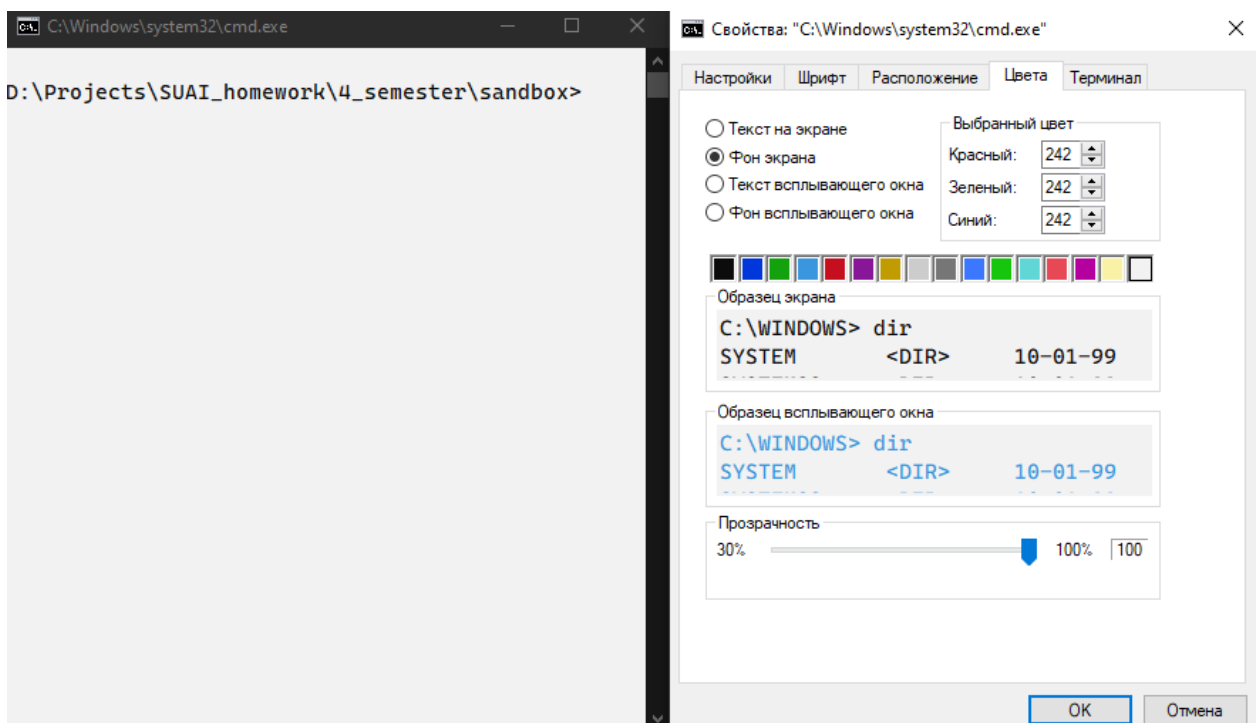 C:\Windows\system32\cmd.exe
D:\Projects\SUAI_homework\4_semester\sandbox>
Свойства: "C:\Windows\system32\cmd.exe"
Настройки Шрифт Расположение Цвета Терминал
Текст на экране
Фон экрана
Текст всплывающего окна
Фон всплывающего окна
Выбранный цвет
Красный: 242
Зеленый: 242
Синий: 242
Образец экрана
C:\WINDOWS> dir
SYSTEM <DIR> 10-01-99
Образец всплывающего окна
C:\WINDOWS> dir
SYSTEM <DIR> 10-01-99
Прозрачность
30% 100% 100
OK Отмена